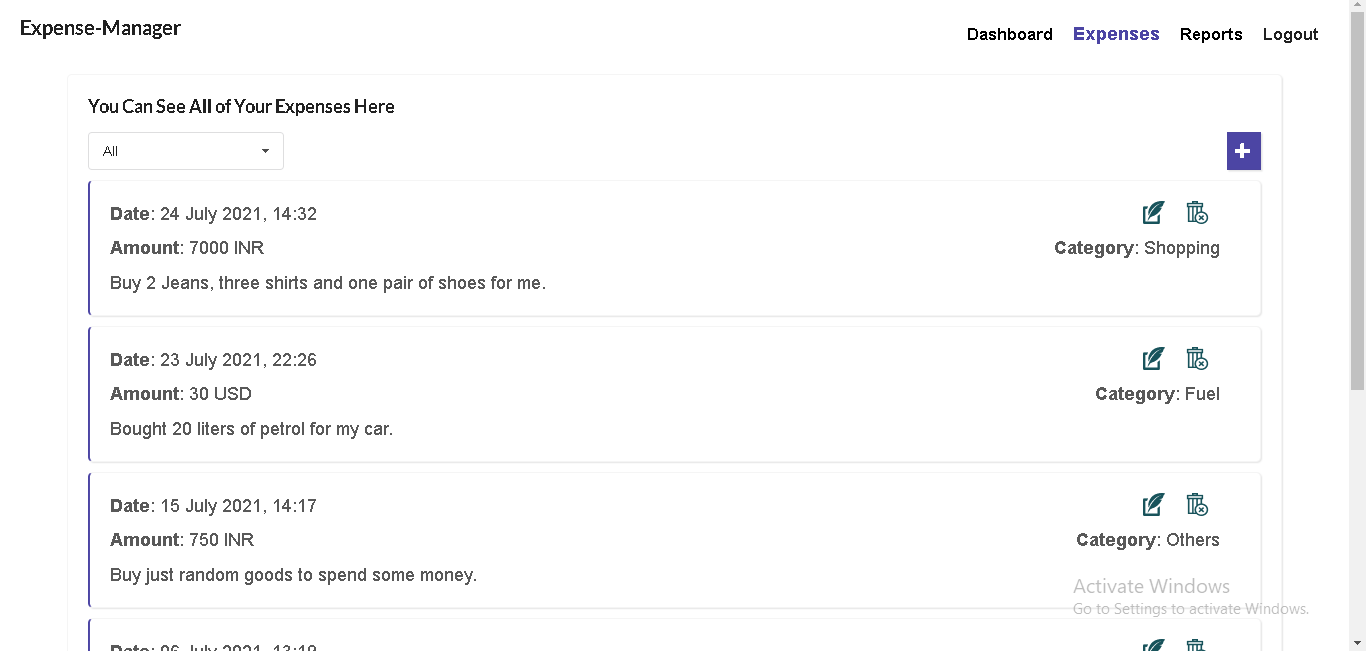 Expense-Manager
Dashboard Expenses Reports Logout
You Can See All of Your Expenses Here
All
Date: 24 July 2021, 14:32
Amount: 7000 INR
Category: Shopping
Buy 2 Jeans, three shirts and one pair of shoes for me.
Date: 23 July 2021, 22:26
Amount: 30 USD
Category: Fuel
Bought 20 liters of petrol for my car.
Date: 15 July 2021, 14:17
Amount: 750 INR
Category: Others
Buy just random goods to spend some money.
Activate Windows
Go to Settings to activate Windows.
Date: 06 July 2021, 13:19